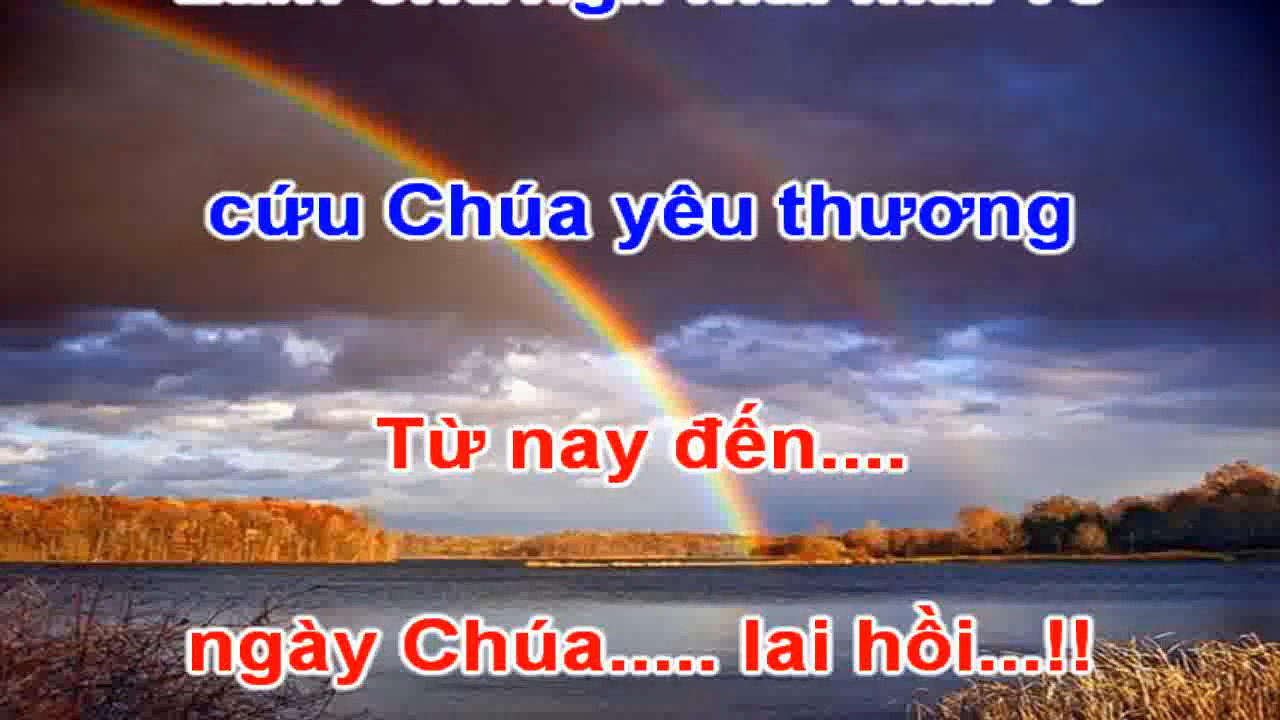 cứu Chúa yêu thương
Từ nay đến....
ngày Chúa..... lai hồi...!!